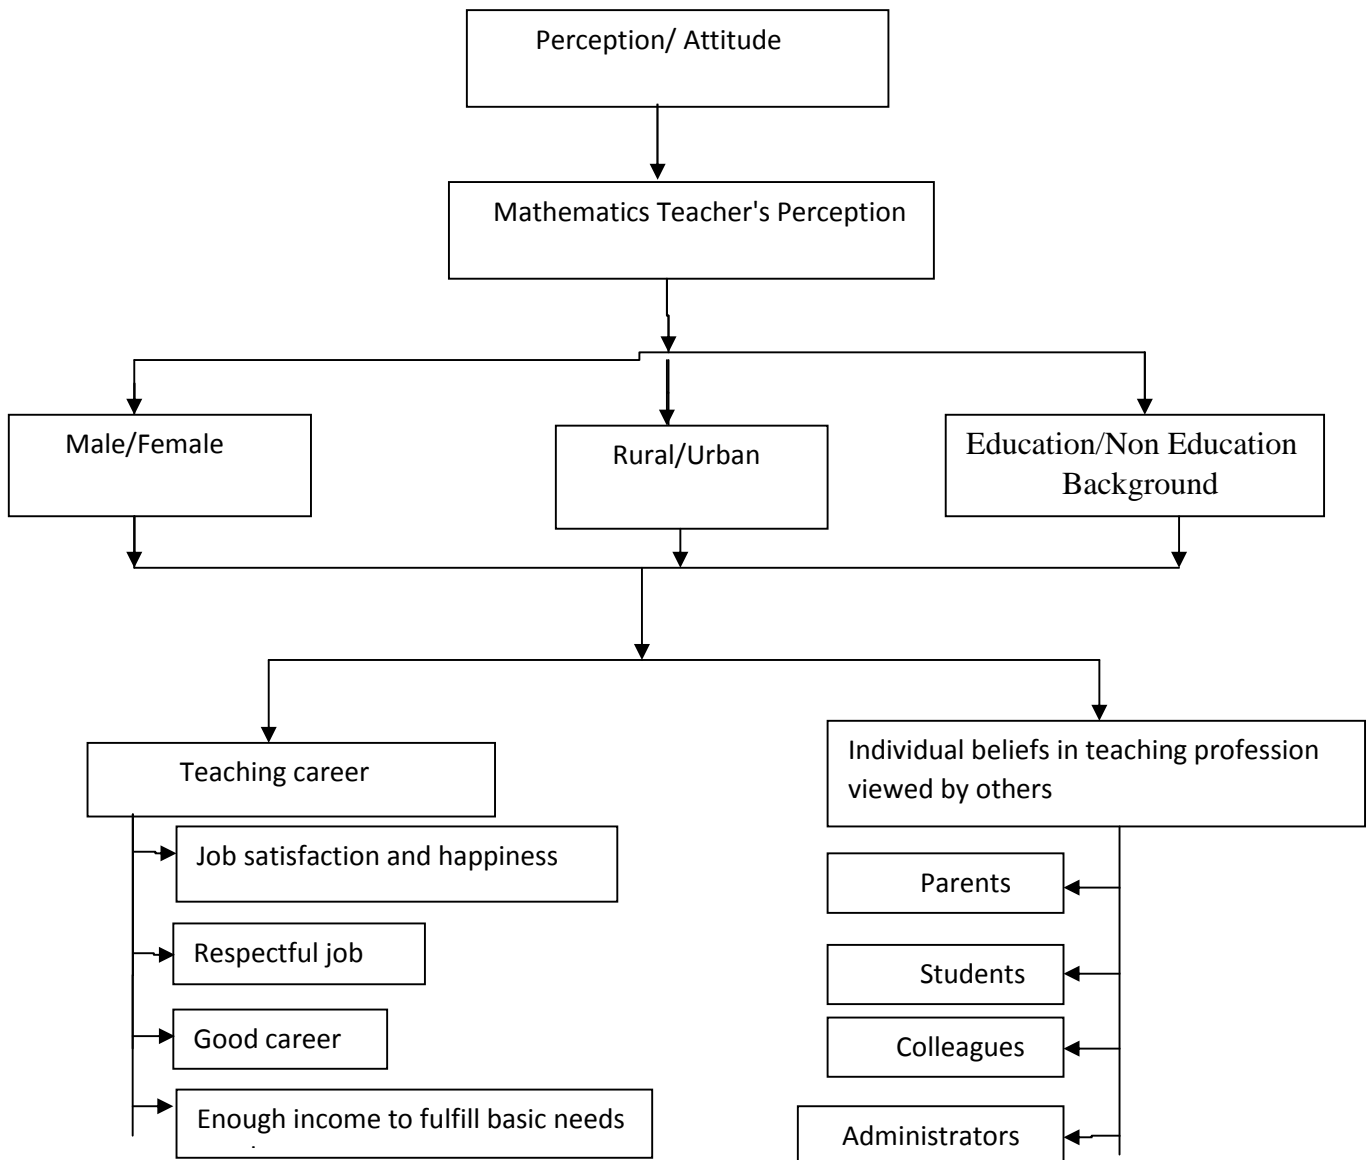 Perception/ Attitude
Mathematics Teacher's Perception
Male/Female
Rural/Urban
Education/Non Education
Background
Teaching career
Job satisfaction and happiness
Respectful job
Good career
Enough income to fulfill basic needs
Individual beliefs in teaching profession
viewed by others
Parents
Students
Colleagues
Administrators